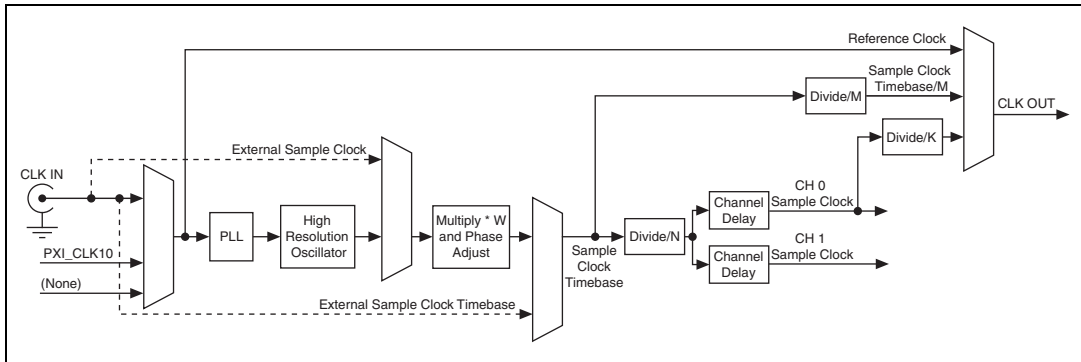 Reference Clock
Sample Clock
Timebase/M
Divide/M
CLK OUT
Divide/K
External Sample Clock
CLK IN
CH 0
Sample Clock
Channel
Delay
PLL
High
Resolution
Oscillator
Multiply * W
and Phase
Adjust
Divide/N
Sample
Clock
Timebase
CH 1
Sample Clock
Channel
Delay
PXI_CLK10
(None)
External Sample Clock Timebase